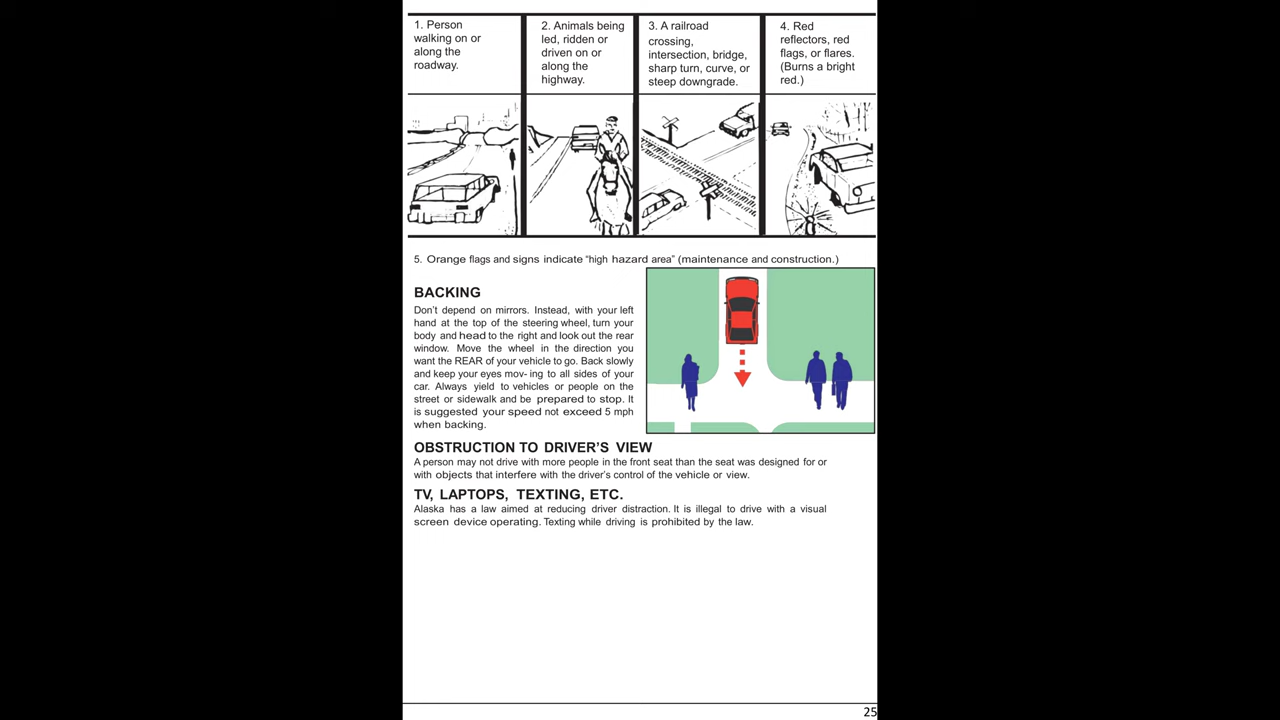 1. Person
walking on or
along the
roadway.
2. Animals being
led, ridden or
driven on or
along the
highway.
3. A railroad
crossing,
intersection, bridge,
sharp turn, curve, or
steep downgrade.
4. Red
reflectors, red
flags, or flares.
(Burns a bright
red.)
5. Orange flags and signs indicate “high hazard area” (maintenance and construction.)
BACKING
Don’t depend on mirrors. Instead, with your left
hand at the top of the steering wheel, turn your
body and head to the right and look out the rear
window. Move the wheel in the direction you
want the REAR of your vehicle to go. Back slowly
and keep your eyes mov- ing to all sides of your
car. Always yield to vehicles or people on the
street or sidewalk and be prepared to stop. It
is suggested your speed not exceed 5 mph
when backing.
OBSTRUCTION TO DRIVER’S VIEW
A person may not drive with more people in the front seat than the seat was designed for or
with objects that interfere with the driver’s control of the vehicle or view.
TV, LAPTOPS, TEXTING, ETC.
Alaska has a law aimed at reducing driver distraction. It is illegal to drive with a visual
screen device operating. Texting while driving is prohibited by the law.
25